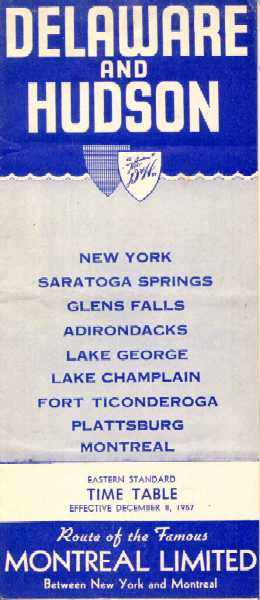 DELAWARE
AND
HUDSON
The
D&H
NEW YORK
SARATOGA SPRINGS
GLENS FALLS
ADIRONDACKS
LAKE GEORGE
LAKE CHAMPLAIN
FORT TICONDEROGA
PLATTSBURG
MONTREAL
EASTERN STANDARD
TIME TABLE
EFFECTIVE DECEMBER 8, 1957
Route of the Famous
MONTREAL LIMITED
Between New York and Montreal